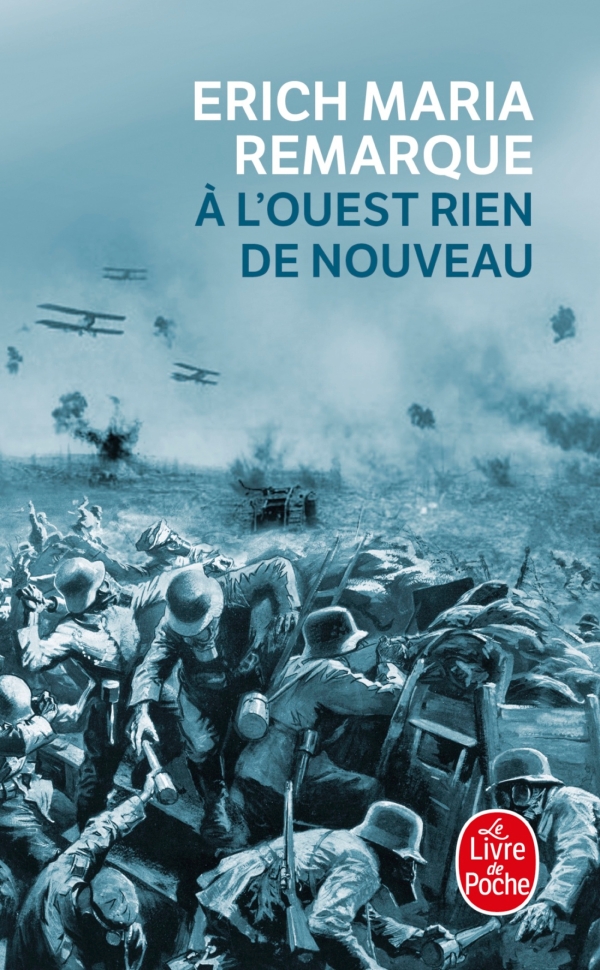 ERICH MARIA
REMARQUE
À L'OUEST RIEN
DE NOUVEAU
Le
Livre
de
Poche